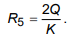 R₅ = 2Q/K.